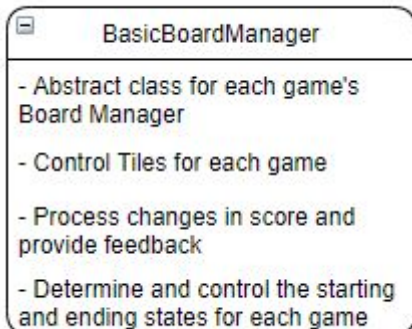 BasicBoardManager
- Abstract class for each game's
Board Manager
- Control Tiles for each game
- Process changes in score and
provide feedback
- Determine and control the starting
and ending states for each game